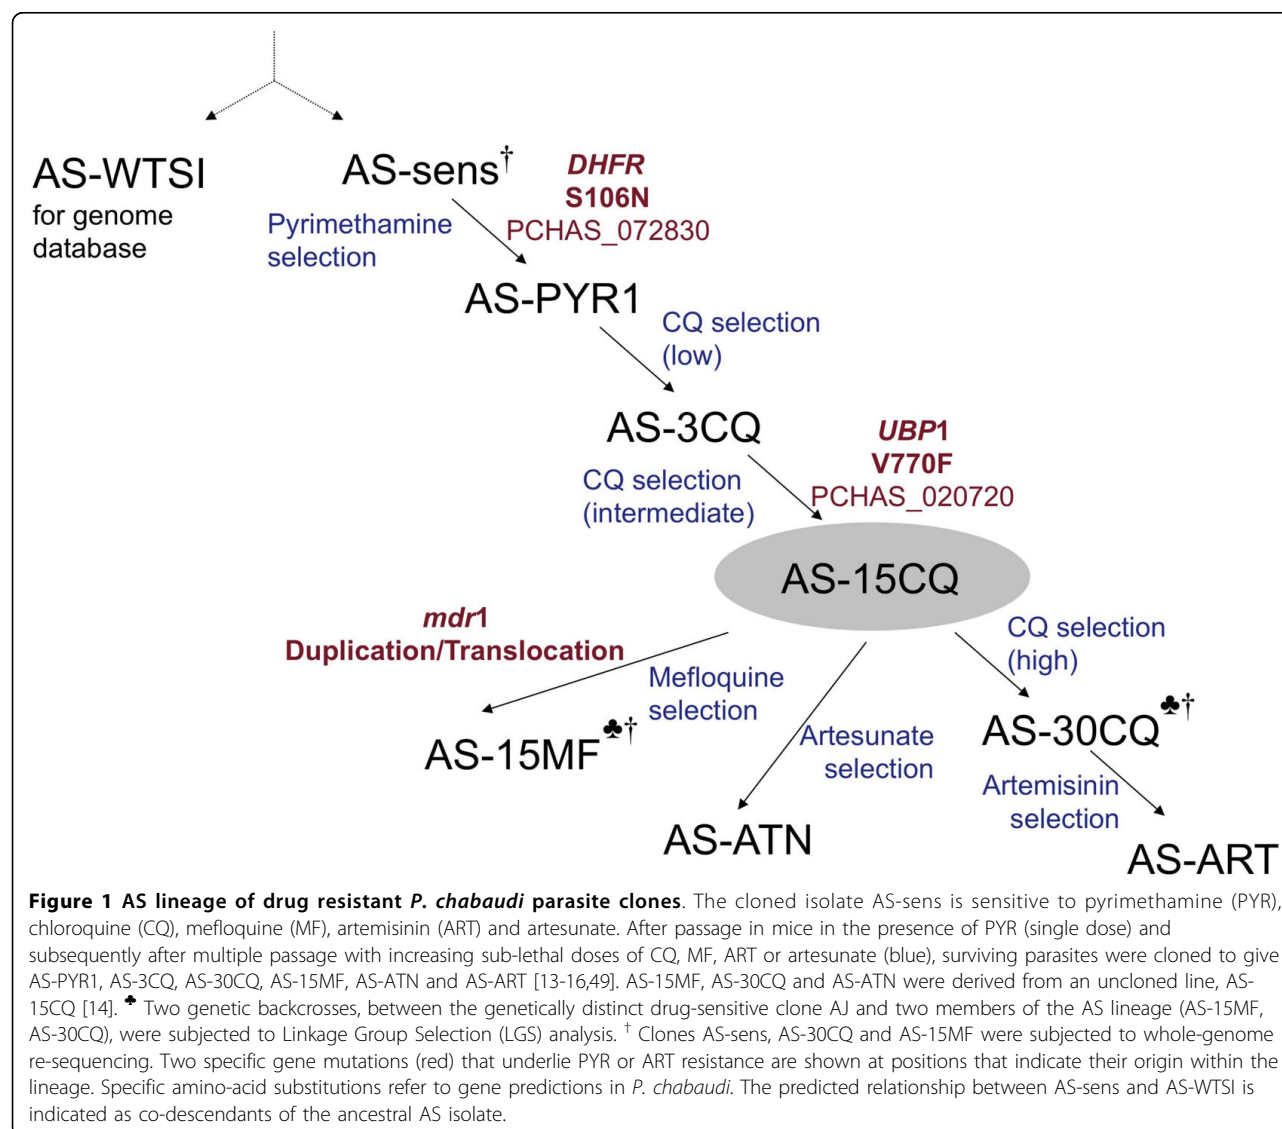 AS-WTSI
for genome
database
AS-sens†
DHFR
S106N
PCHAS_072830
Pyrimethamine
selection
AS-PYR1
CQ selection
(low)
AS-3CQ
UBP1
V770F
PCHAS_020720
CQ selection
(intermediate)
AS-15CQ
mdr1
Duplication/Translocation
CQ selection
(high)
Mefloquine
selection
AS-15MF♣†
Artesunate
selection
AS-30CQ♣†
Artemisinin
selection
AS-ATN
AS-ART
Figure 1 AS lineage of drug resistant P. chabaudi parasite clones. The cloned isolate AS-sens is sensitive to pyrimethamine (PYR),
chloroquine (CQ), mefloquine (MF), artemisinin (ART) and artesunate. After passage in mice in the presence of PYR (single dose) and
subsequently after multiple passage with increasing sub-lethal doses of CQ, MF, ART or artesunate (blue), surviving parasites were cloned to give
AS-PYR1, AS-3CQ, AS-30CQ, AS-15MF, AS-ATN and AS-ART [13-16,49]. AS-15MF, AS-30CQ and AS-ATN were derived from an uncloned line, AS-
15CQ [14]. ♣ Two genetic backcrosses, between the genetically distinct drug-sensitive clone AJ and two members of the AS lineage (AS-15MF,
AS-30CQ), were subjected to Linkage Group Selection (LGS) analysis. † Clones AS-sens, AS-30CQ and AS-15MF were subjected to whole-genome
re-sequencing. Two specific gene mutations (red) that underlie PYR or ART resistance are shown at positions that indicate their origin within the
lineage. Specific amino-acid substitutions refer to gene predictions in P. chabaudi. The predicted relationship between AS-sens and AS-WTSI is
indicated as co-descendants of the ancestral AS isolate.